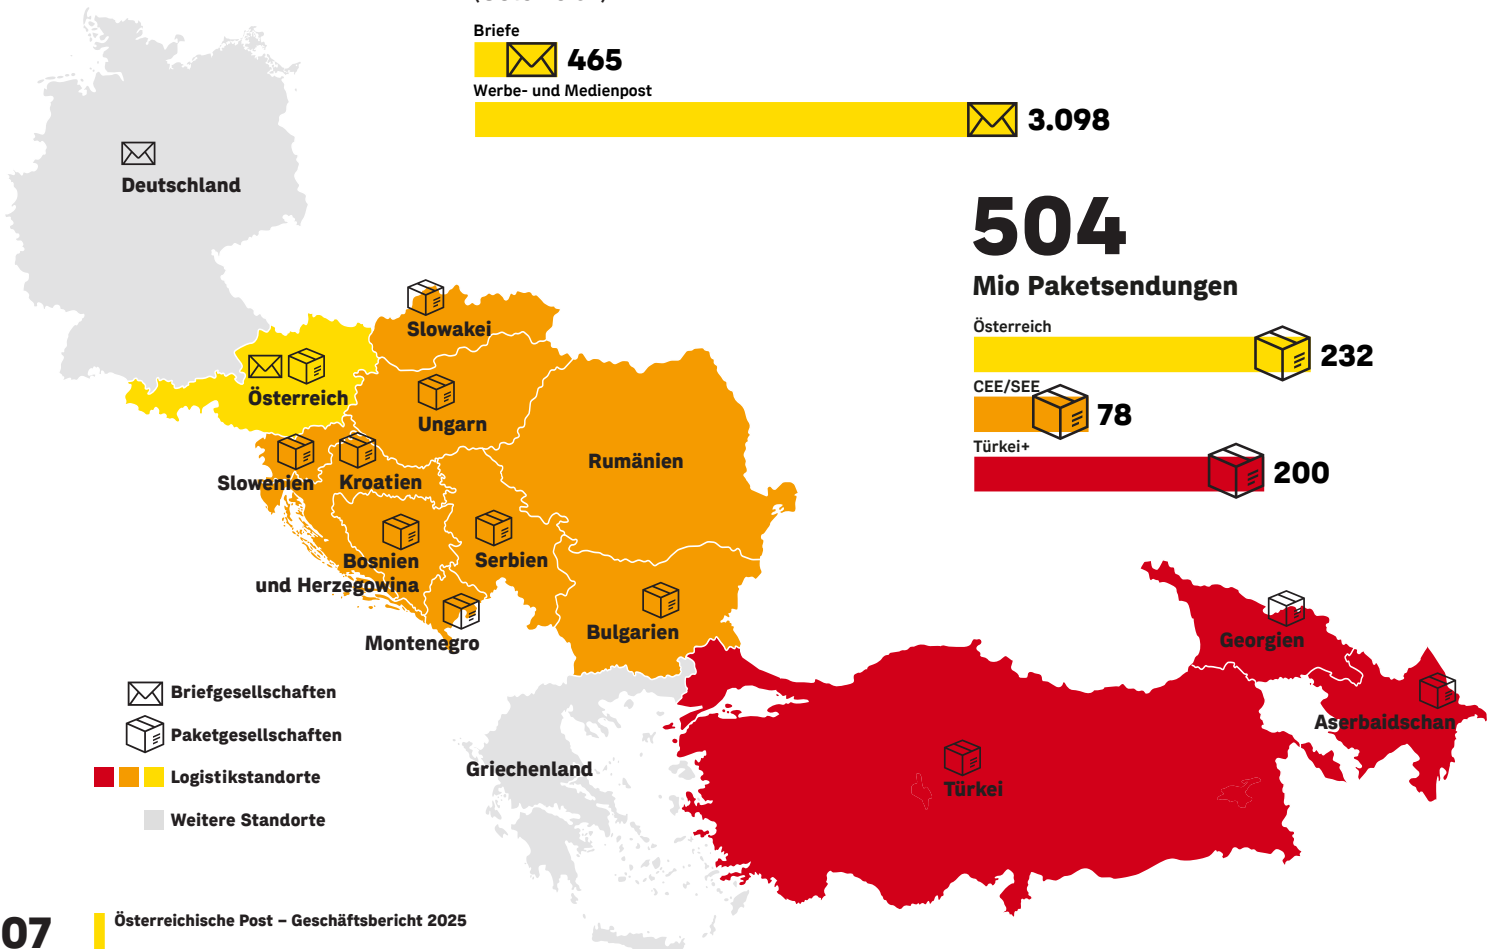 Briefe
465
Werbe- und Medienpost
3.098
Deutschland
504
Mio Paketsendungen
Österreich
232
CEE/SEE
78
Türkei+
200
Slowakei
Österreich
Ungarn
Rumänien
Slowenien
Kroatien
Bosnien
und Herzegowina
Serbien
Montenegro
Bulgarien
Georgien
Aserbaidschan
Griechenland
Türkei
Briefgesellschaften
Paketgesellschaften
Logistikstandorte
Weitere Standorte
07
Österreichische Post – Geschäftsbericht 2025